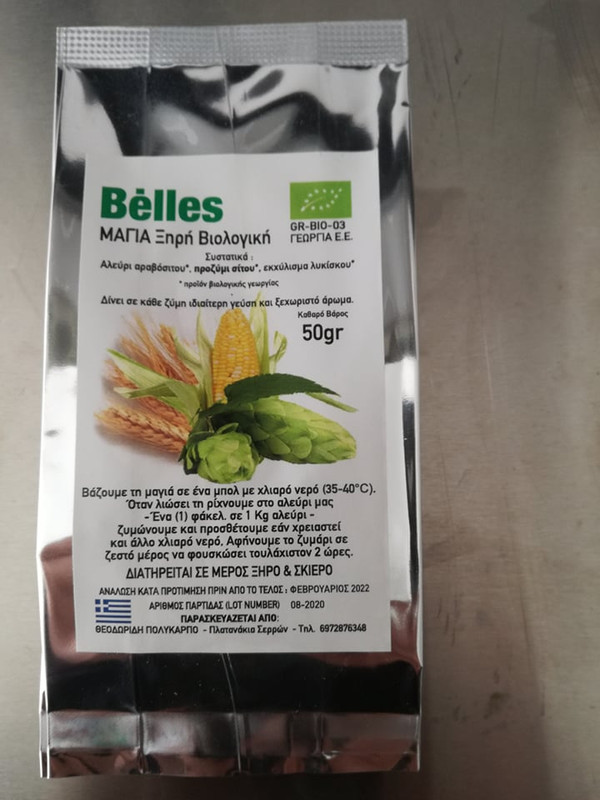 Bėlles
GR-BIO-03
ΓΕΩΡΓΙΑ Ε.Ε.
ΜΑΓΙΑ Ξηρή Βιολογική
Συστατικά :
Αλεύρι αραβόσιτου*, προζύμι σίτου*, εκχύλισμα λυκίσκου*
* προϊόν βιολογικής γεωργίας
Δίνει σε κάθε ζύμη ιδιαίτερη γεύση και ξεχωριστό άρωμα.
Καθαρό Βάρος
50gr
Βάζουμε τη μαγιά σε ένα μπολ με χλιαρό νερό (35-40°C).
Όταν λιώσει τη ρίχνουμε στο αλεύρι μας
-Ένα (1) φάκελ. σε 1 Kg αλεύρι -
ζυμώνουμε και προσθέτουμε εάν χρειαστεί
και άλλο χλιαρό νερό, Αφήνουμε το ζυμάρι σε
ζεστό μέρος να φουσκώσει τουλάχιστον 2 ώρες.
ΔΙΑΤΗΡΕΙΤΑΙ ΣΕ ΜΕΡΟΣ ΞΗΡΟ & ΣΚΙΕΡΟ
ΑΝΑΛΩΣΗ ΚΑΤΑ ΠΡΟΤΙΜΗΣΗ ΠΡΙΝ ΑΠΟ ΤΟ ΤΕΛΟΣ : ΦΕΒΡΟΥΑΡΙΟΣ 2022
ΑΡΙΘΜΟΣ ΠΑΡΤΙΔΑΣ (LOT NUMBER) 08-2020
ΠΑΡΑΣΚΕΥΑΖΕΤΑΙ ΑΠΟ:
ΘΕΟΔΩΡΙΔΗ ΠΟΛΥΚΑΡΠΟ - Πλατανάκια Σερρών - Τηλ. 6972876348